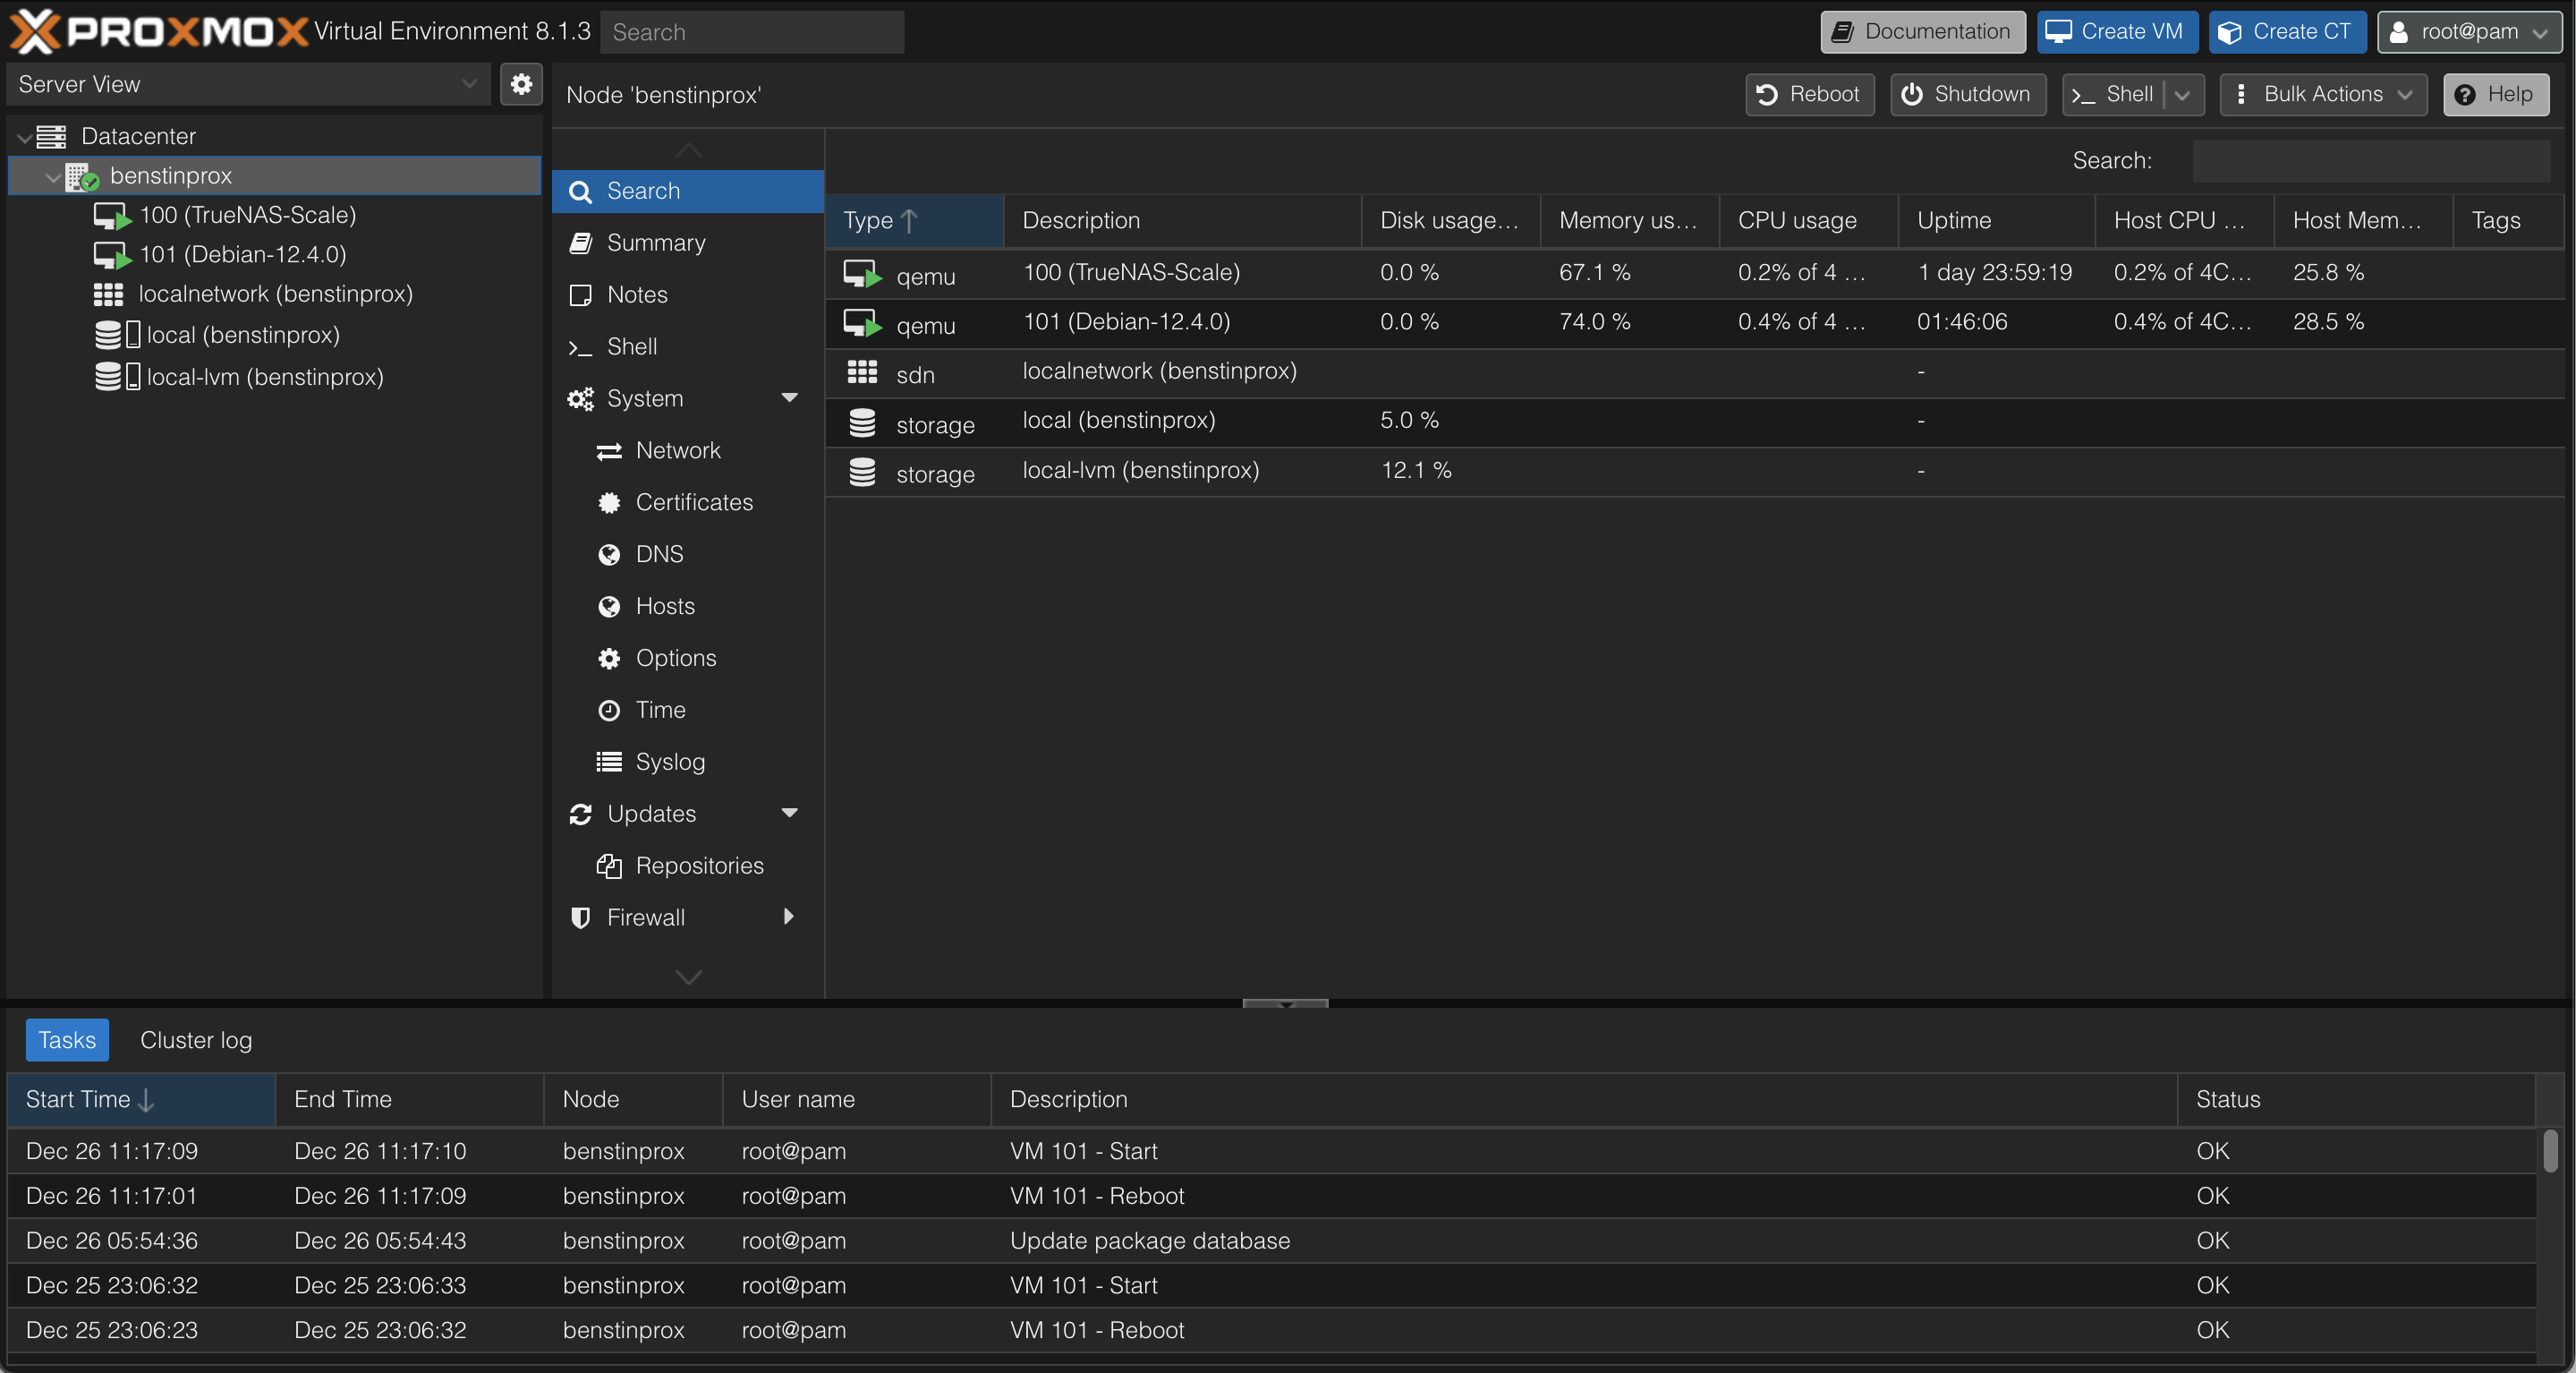 PROXMOX Virtual Environment 8.1.3 Search Documentation Create VM Create CT root@pam
Server View
Node 'benstinprox' Reboot Shutdown >_ Shell Bulk Actions Help
Datacenter
benstinprox
100 (TrueNAS-Scale)
101 (Debian-12.4.0)
localnetwork (benstinprox)
local (benstinprox)
local-lvm (benstinprox)
Search
Summary
Notes
>_ Shell
System
Network
Certificates
DNS
Hosts
Options
Time
Syslog
Updates
Repositories
Firewall
Search:
Type Description Disk usage... Memory us... CPU usage Uptime Host CPU ... Host Mem... Tags
qemu 100 (TrueNAS-Scale) 0.0 % 67.1 % 0.2% of 4 ... 1 day 23:59:19 0.2% of 4C... 25.8 %
qemu 101 (Debian-12.4.0) 0.0 % 74.0 % 0.4% of 4 ... 01:46:06 0.4% of 4C... 28.5 %
sdn localnetwork (benstinprox) -
storage local (benstinprox) 5.0 % -
storage local-lvm (benstinprox) 12.1 % -
Tasks Cluster log
Start Time End Time Node User name Description Status
Dec 26 11:17:09 Dec 26 11:17:10 benstinprox root@pam VM 101 - Start OK
Dec 26 11:17:01 Dec 26 11:17:09 benstinprox root@pam VM 101 - Reboot OK
Dec 26 05:54:36 Dec 26 05:54:43 benstinprox root@pam Update package database OK
Dec 25 23:06:32 Dec 25 23:06:33 benstinprox root@pam VM 101 - Start OK
Dec 25 23:06:23 Dec 25 23:06:32 benstinprox root@pam VM 101 - Reboot OK